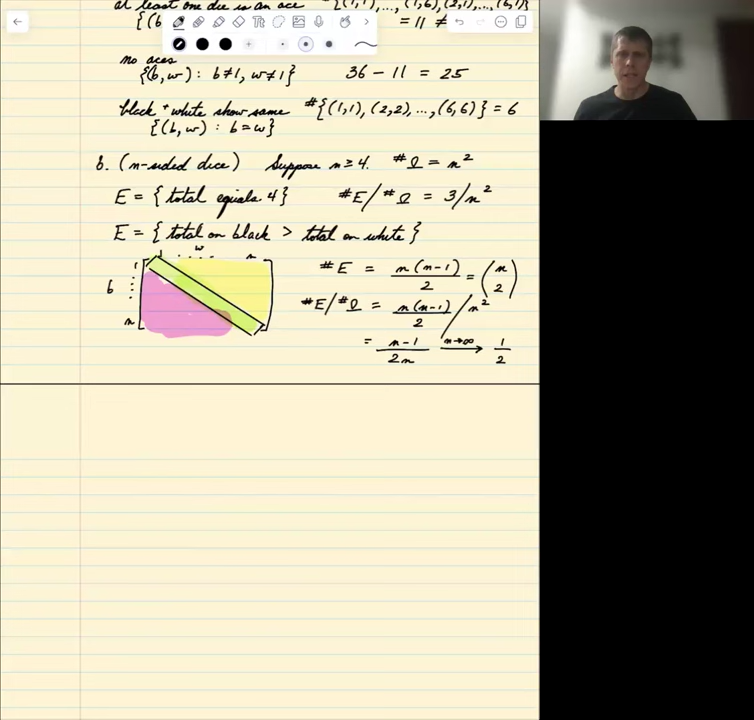 at least one die is an ace #{(1,1),...,(1,6),(2,1),...,(6,1)}
{(b = 11 ≠
no aces
{(b,w) : b≠1, w≠1} 36 − 11 = 25
black + white show same #{(1,1), (2,2), ..., (6,6)} = 6
{(b,w) : b=w}
b. (n-sided dice) Suppose n ≥ 4. #Ω = n²
E = {total equals 4} #E/#Ω = 3/n²
E = {total on black > total on white}
w
1 ... n
b 1 ⋮ n
#E = n(n−1)/2 = (n 2)
#E/#Ω = n(n−1)/2 / n²
= n−1/2n n→∞ → 1/2